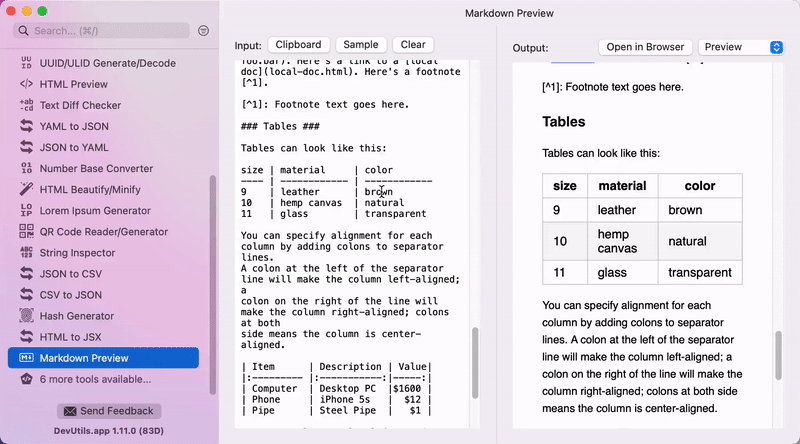 Markdown Preview
Search... (⌘/)
UUID/ULID Generate/Decode
HTML Preview
Text Diff Checker
YAML to JSON
JSON to YAML
Number Base Converter
HTML Beautify/Minify
Lorem Ipsum Generator
QR Code Reader/Generator
String Inspector
JSON to CSV
CSV to JSON
Hash Generator
HTML to JSX
Markdown Preview
6 more tools available...
Send Feedback
DevUtils.app 1.11.0 (83D)
Input: Clipboard Sample Clear
foo.bar). Here's a link to a [local
doc](local-doc.html). Here's a footnote
[^1].
[^1]: Footnote text goes here.
### Tables ###
Tables can look like this:
size | material | color
---- | ------------ | ------------
9 | leather | brown
10 | hemp canvas | natural
11 | glass | transparent
You can specify alignment for each
column by adding colons to separator
lines.
A colon at the left of the separator
line will make the column left-aligned;
a
colon on the right of the line will
make the column right-aligned; colons
at both
side means the column is center-
aligned.
| Item | Description | Value|
|:--------- |:-----------:|-----:|
| Computer | Desktop PC |$1600 |
| Phone | iPhone 5s | $12 |
| Pipe | Steel Pipe | $1 |
Output: Open in Browser Preview
[^1]: Footnote text goes here.
Tables
Tables can look like this:
size material color
9 leather brown
10 hemp canvas natural
11 glass transparent
You can specify alignment for each
column by adding colons to separator
lines. A colon at the left of the separator
line will make the column left-aligned; a
colon on the right of the line will make the
column right-aligned; colons at both side
means the column is center-aligned.